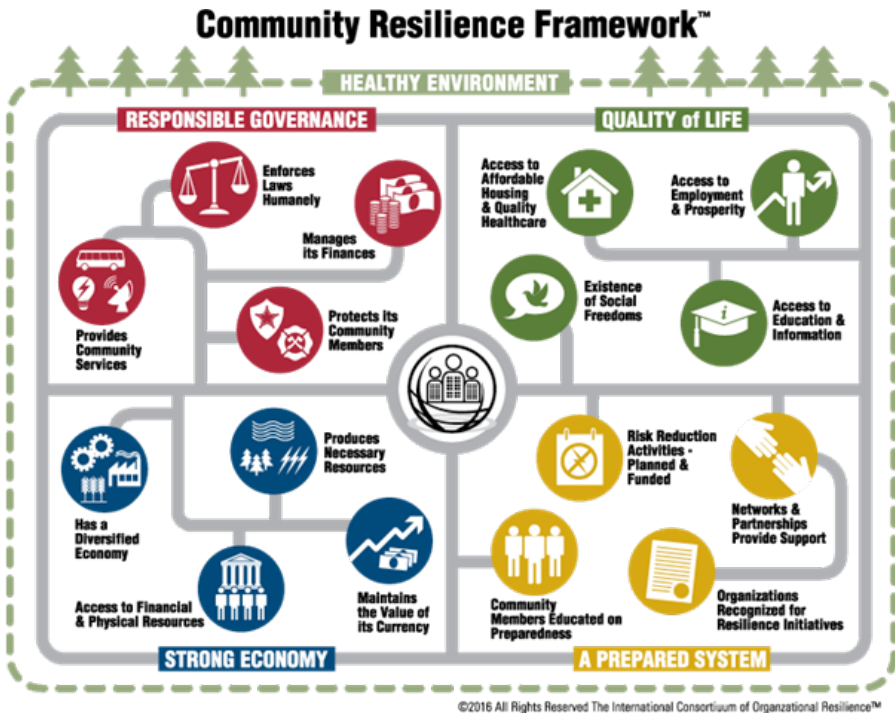 Community Resilience Framework™
HEALTHY ENVIRONMENT
RESPONSIBLE GOVERNANCE
Enforces
Laws
Humanely
Manages
its Finances
Provides
Community
Services
Protects its
Community
Members
QUALITY of LIFE
Access to
Affordable
Housing
& Quality
Healthcare
Access to
Employment
& Prosperity
Existence
of Social
Freedoms
i
Access to
Education &
Information
Has a
Diversified
Economy
Produces
Necessary
Resources
Access to Financial
& Physical Resources
Maintains
the Value of
its Currency
STRONG ECONOMY
Risk Reduction
Activities -
Planned &
Funded
Networks &
Partnerships
Provide Support
Community
Members Educated on
Preparedness
Organizations
Recognized for
Resilience Initiatives
A PREPARED SYSTEM
©2016 All Rights Reserved The International Consortiuum of Organzational Resilience™